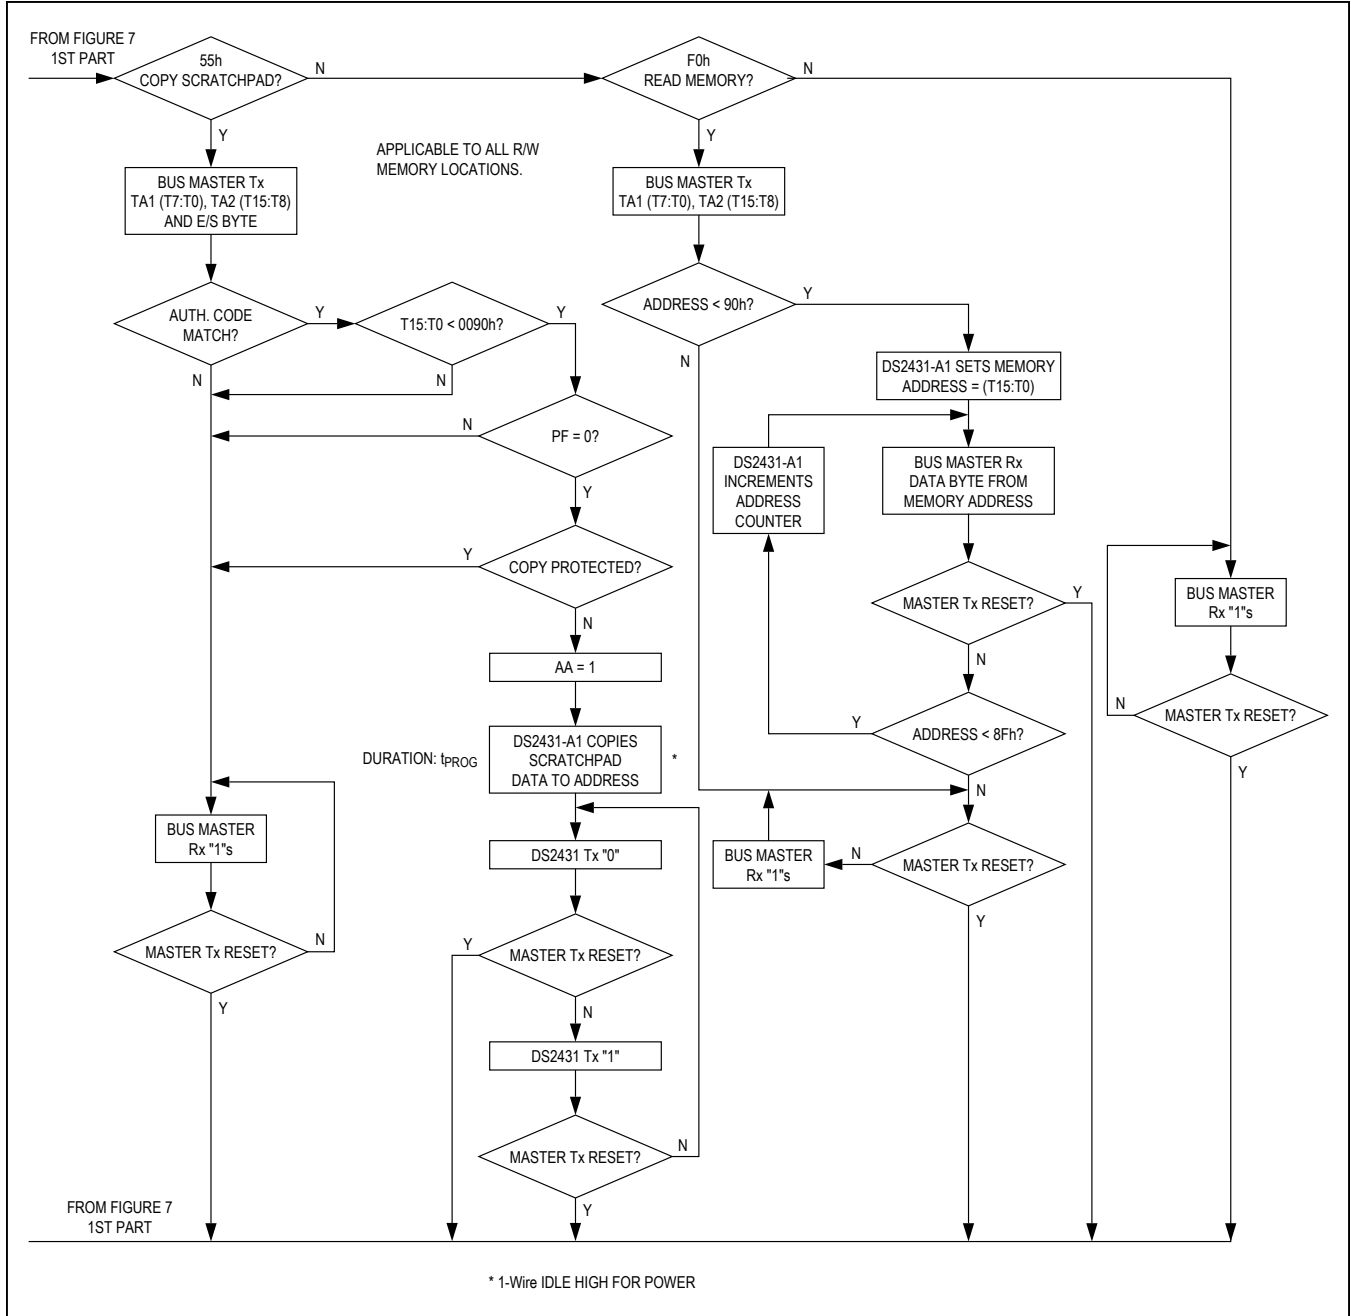 FROM FIGURE 7
1ST PART
55h
COPY SCRATCHPAD?
N
Y
F0h
READ MEMORY?
N
Y
APPLICABLE TO ALL R/W
MEMORY LOCATIONS.
BUS MASTER Tx
TA1 (T7:T0), TA2 (T15:T8)
AND E/S BYTE
BUS MASTER Tx
TA1 (T7:T0), TA2 (T15:T8)
AUTH. CODE
MATCH?
Y
N
T15:T0 < 0090h?
Y
N
PF = 0?
N
Y
COPY PROTECTED?
Y
N
AA = 1
DURATION: tPROG
DS2431-A1 COPIES
SCRATCHPAD
DATA TO ADDRESS
*
DS2431 Tx "0"
MASTER Tx RESET?
Y
N
DS2431 Tx "1"
MASTER Tx RESET?
N
Y
BUS MASTER
Rx "1"s
MASTER Tx RESET?
N
Y
ADDRESS < 90h?
Y
N
DS2431-A1 SETS MEMORY
ADDRESS = (T15:T0)
DS2431-A1
INCREMENTS
ADDRESS
COUNTER
BUS MASTER Rx
DATA BYTE FROM
MEMORY ADDRESS
MASTER Tx RESET?
Y
N
ADDRESS < 8Fh?
Y
N
BUS MASTER
Rx "1"s
N
MASTER Tx RESET?
Y
BUS MASTER
Rx "1"s
N
MASTER Tx RESET?
Y
FROM FIGURE 7
1ST PART
* 1-Wire IDLE HIGH FOR POWER